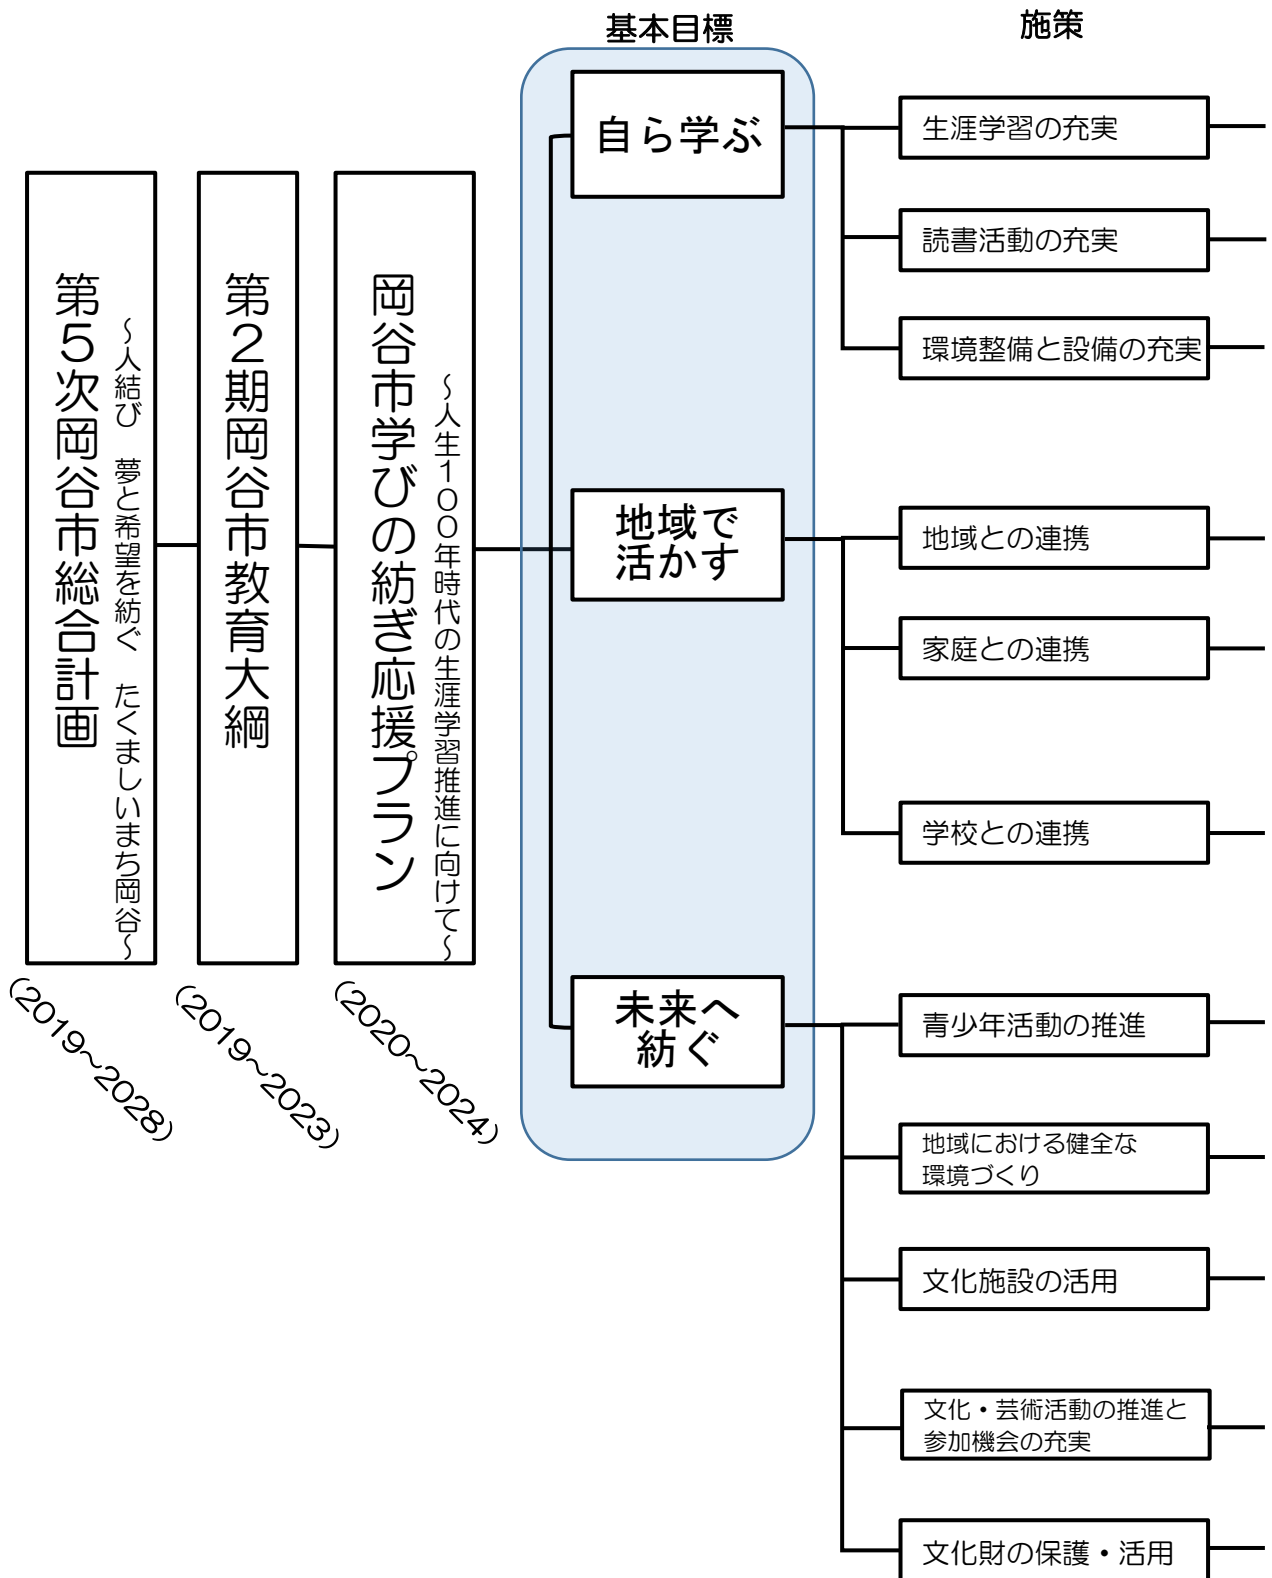 基本目標
施策
第5次岡谷市総合計画
～人結び　夢と希望を紡ぐ　たくましいまち岡谷～
(2019～2028)
第2期岡谷市教育大綱
(2019～2023)
岡谷市学びの紡ぎ応援プラン
～人生100年時代の生涯学習推進に向けて～
(2020～2024)
自ら学ぶ
生涯学習の充実
読書活動の充実
環境整備と設備の充実
地域で
活かす
地域との連携
家庭との連携
学校との連携
未来へ
紡ぐ
青少年活動の推進
地域における健全な
環境づくり
文化施設の活用
文化・芸術活動の推進と
参加機会の充実
文化財の保護・活用